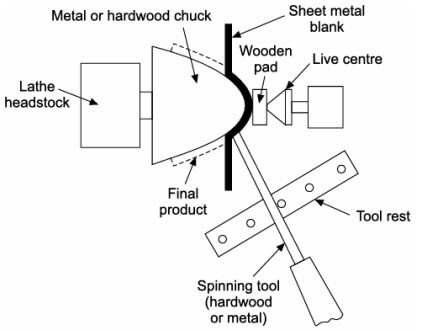 Metal or hardwood chuck
Sheet metal
blank
Wooden
pad
Live centre
Lathe
headstock
Final
product
Tool rest
Spinning tool
(hardwood
or metal)